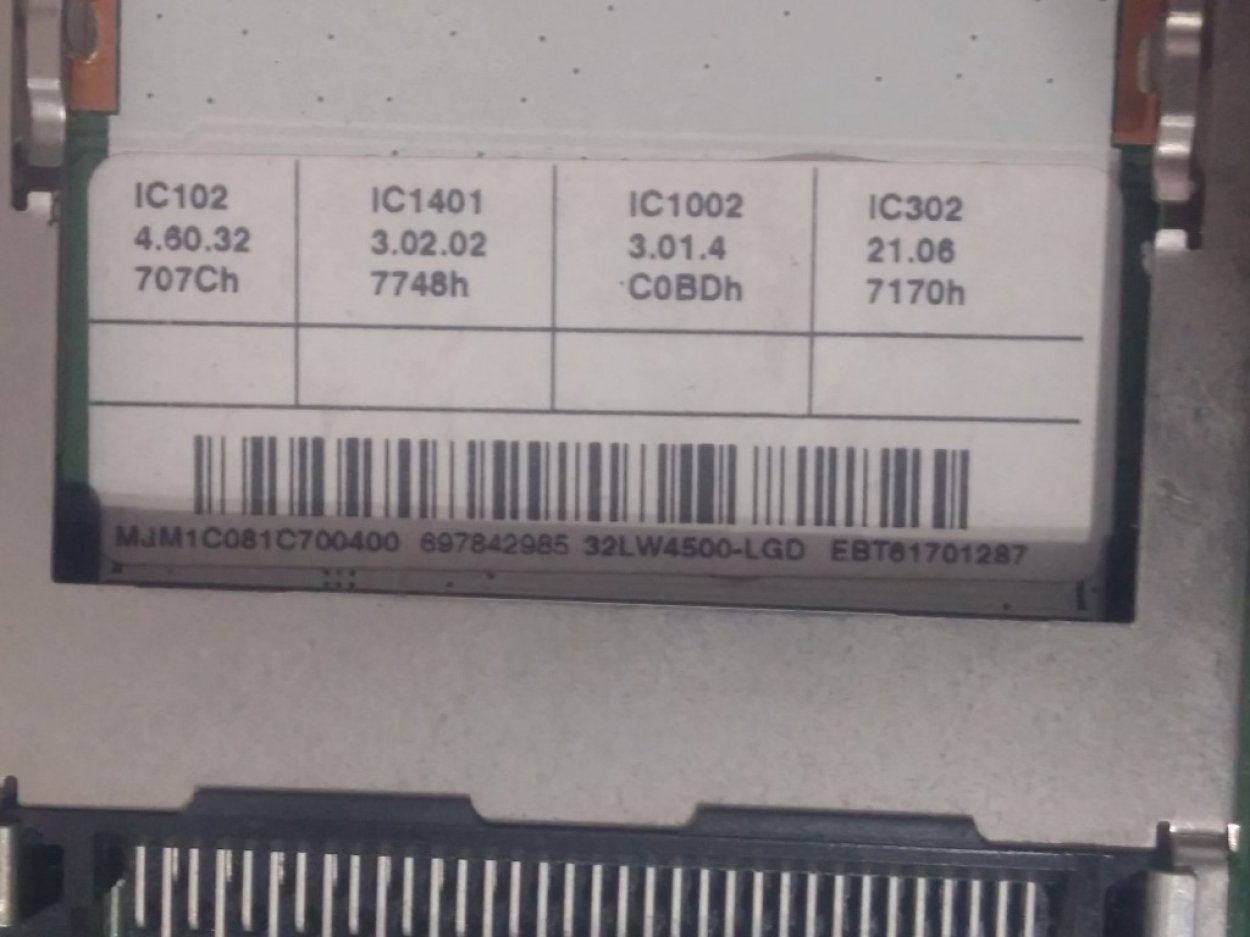 IC102 IC1401 IC1002 IC302
4.60.32 3.02.02 3.01.4 21.06
707Ch 7748h C0BDh 7170h
MJM1C081C700400 697842985 32LW4500-LGD EBT61701287